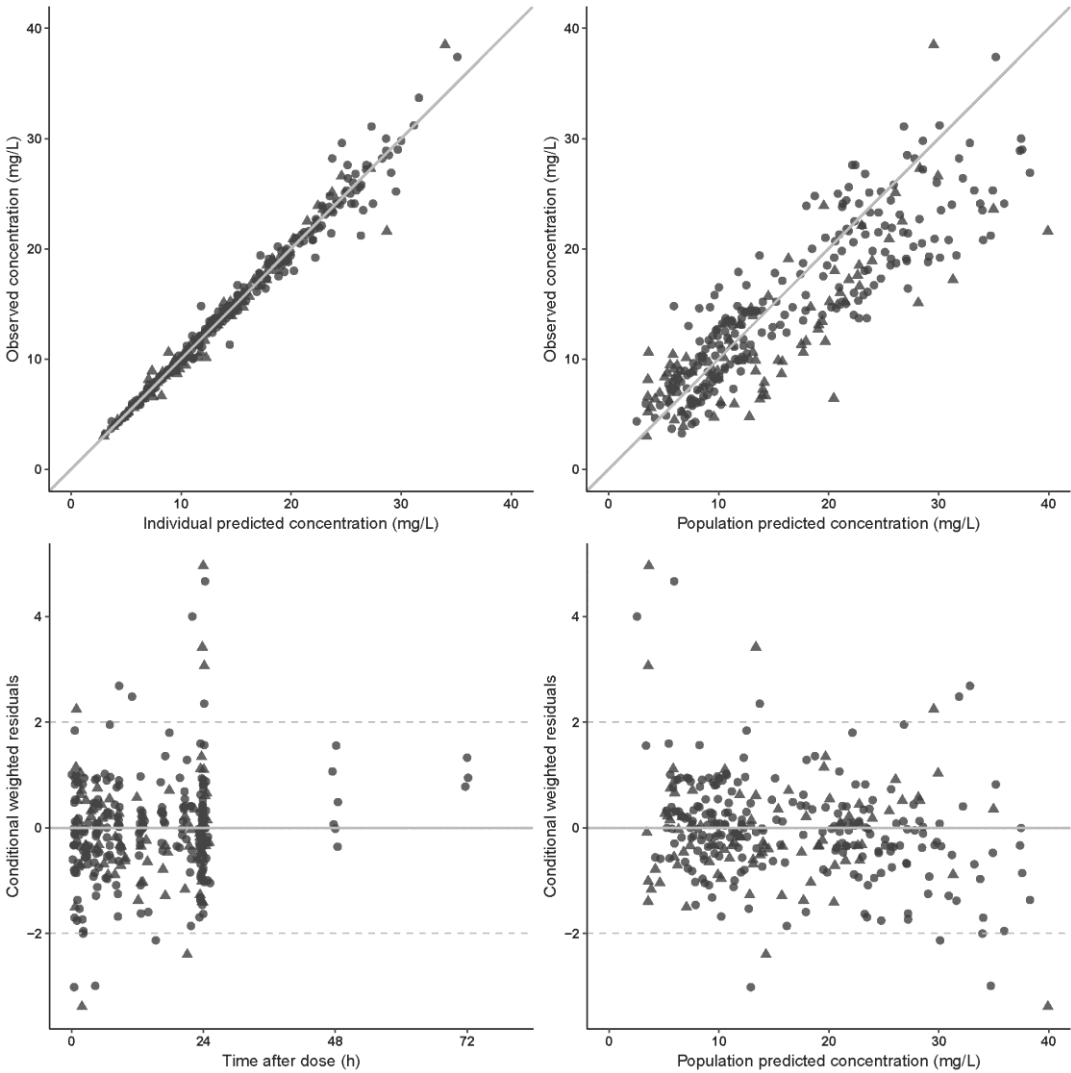 40
30
20
10
0
Observed concentration (mg/L)
0 10 20 30 40
Individual predicted concentration (mg/L)
40
30
20
10
0
Observed concentration (mg/L)
0 10 20 30 40
Population predicted concentration (mg/L)
4
2
0
−2
Conditional weighted residuals
0 24 48 72
Time after dose (h)
4
2
0
−2
Conditional weighted residuals
0 10 20 30 40
Population predicted concentration (mg/L)